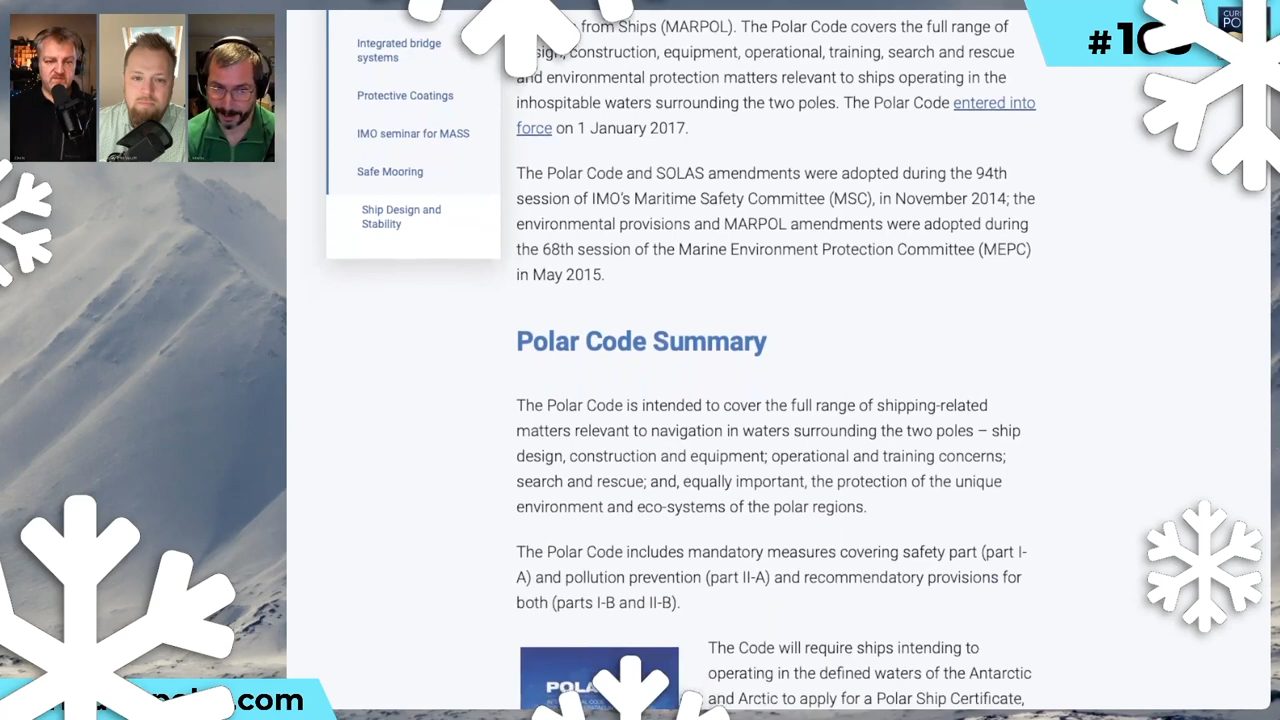 Integrated bridge
systems
Protective Coatings
IMO seminar for MASS
Safe Mooring
Ship Design and
Stability
from Ships (MARPOL). The Polar Code covers the full range of
construction, equipment, operational, training, search and rescue
and environmental protection matters relevant to ships operating in the
inhospitable waters surrounding the two poles. The Polar Code entered into
force on 1 January 2017.
The Polar Code and SOLAS amendments were adopted during the 94th
session of IMO’s Maritime Safety Committee (MSC), in November 2014; the
environmental provisions and MARPOL amendments were adopted during
the 68th session of the Marine Environment Protection Committee (MEPC)
in May 2015.
Polar Code Summary
The Polar Code is intended to cover the full range of shipping-related
matters relevant to navigation in waters surrounding the two poles – ship
design, construction and equipment; operational and training concerns;
search and rescue; and, equally important, the protection of the unique
environment and eco-systems of the polar regions.
The Polar Code includes mandatory measures covering safety part (part I-
A) and pollution prevention (part II-A) and recommendatory provisions for
both (parts I-B and II-B).
The Code will require ships intending to
operating in the defined waters of the Antarctic
and Arctic to apply for a Polar Ship Certificate,
.com